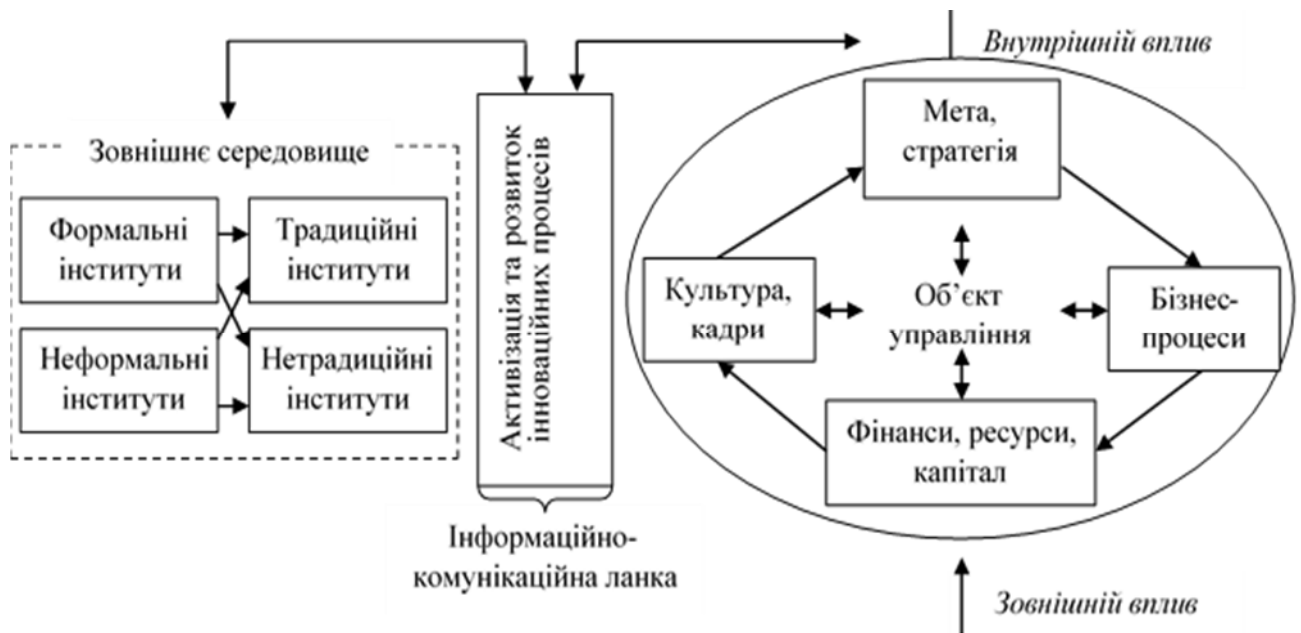 Внутрішній вплив
Зовнішнє середовище
Формальні
інститути
Традиційні
інститути
Неформальні
інститути
Нетрадиційні
інститути
Активізація та розвиток
інноваційних процесів
Інформаційно-
комунікаційна ланка
Мета,
стратегія
Культура,
кадри
Об’єкт
управління
Бізнес-
процеси
Фінанси, ресурси,
капітал
Зовнішній вплив